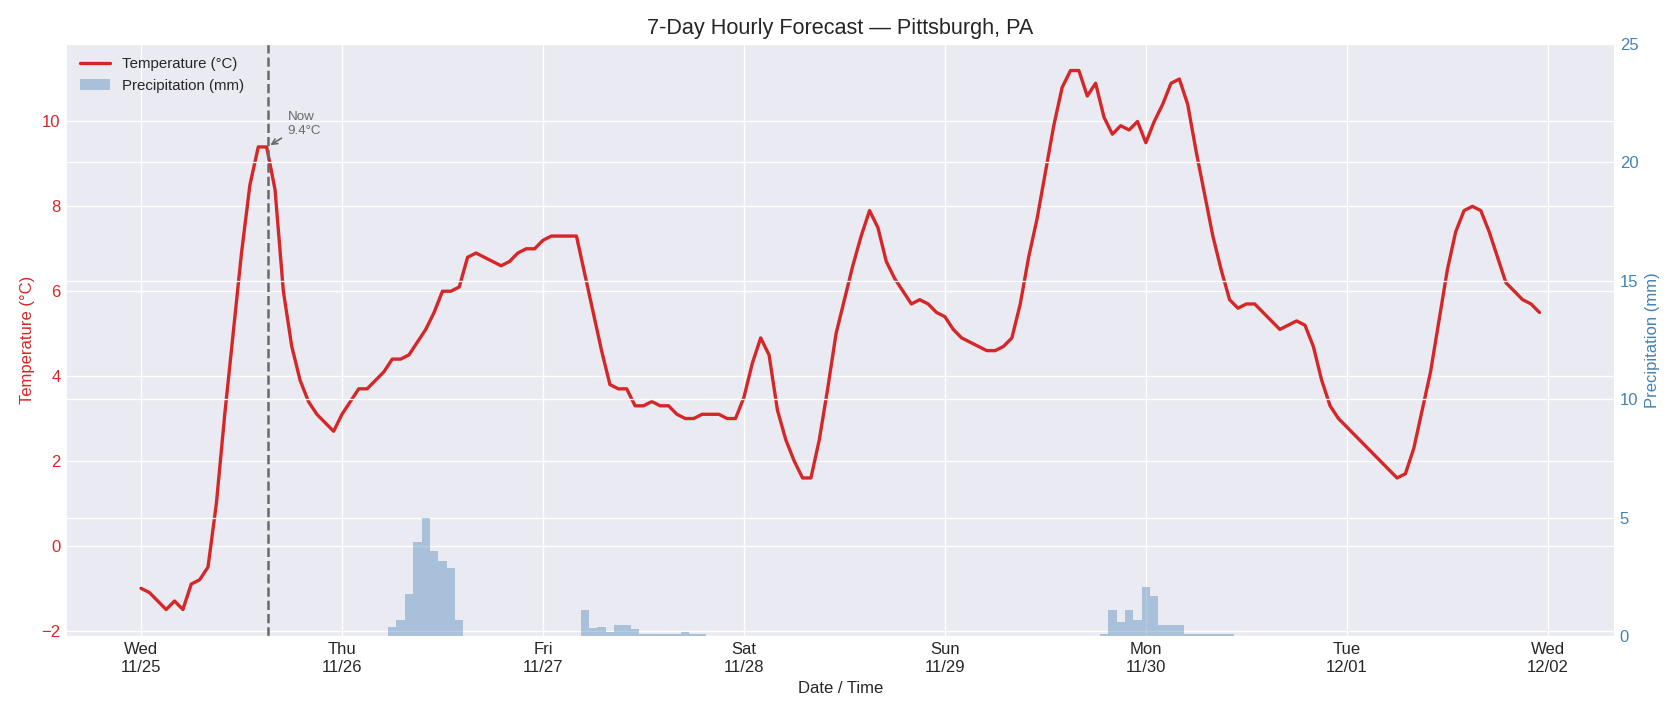 7-Day Hourly Forecast — Pittsburgh, PA
Temperature (°C)
Precipitation (mm)
Now
9.4°C
10
8
6
4
2
0
−2
Temperature (°C)
25
20
15
10
5
0
Precipitation (mm)
Wed
11/25
Thu
11/26
Fri
11/27
Sat
11/28
Sun
11/29
Mon
11/30
Tue
12/01
Wed
12/02
Date / Time